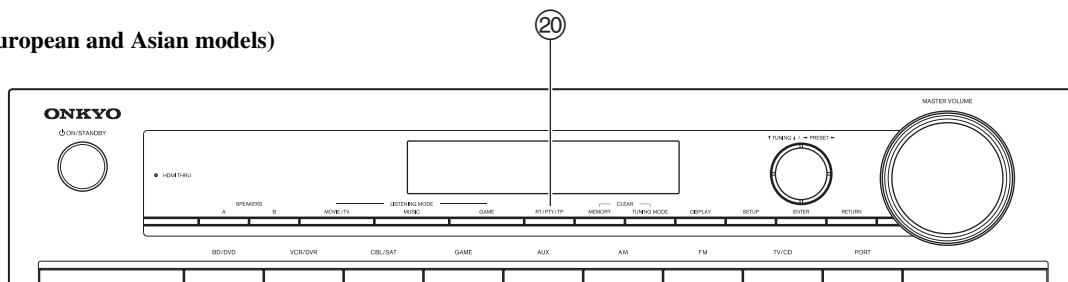 ⑳
uropean and Asian models)
MASTER VOLUME
ONKYO
ON/STANDBY
TUNING / PRESET
HDMI THRU
SPEAKERS LISTENING MODE CLEAR
A B MOVIE/TV MUSIC GAME RT/PTY/TP MEMORY TUNING MODE DISPLAY SETUP ENTER RETURN
BD/DVD VCR/DVR CBL/SAT GAME AUX AM FM TV/CD PORT